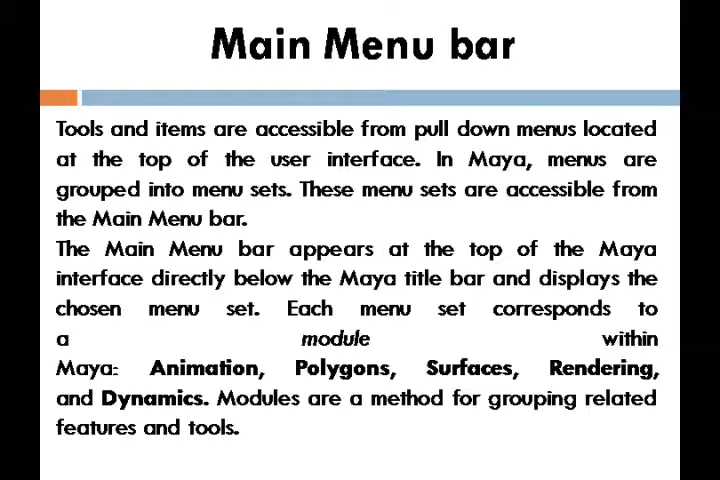 Main Menu bar
Tools and items are accessible from pull down menus located
at the top of the user interface. In Maya, menus are
grouped into menu sets. These menu sets are accessible from
the Main Menu bar.
The Main Menu bar appears at the top of the Maya
interface directly below the Maya title bar and displays the
chosen menu set. Each menu set corresponds to
a module within
Maya: Animation, Polygons, Surfaces, Rendering,
and Dynamics. Modules are a method for grouping related
features and tools.